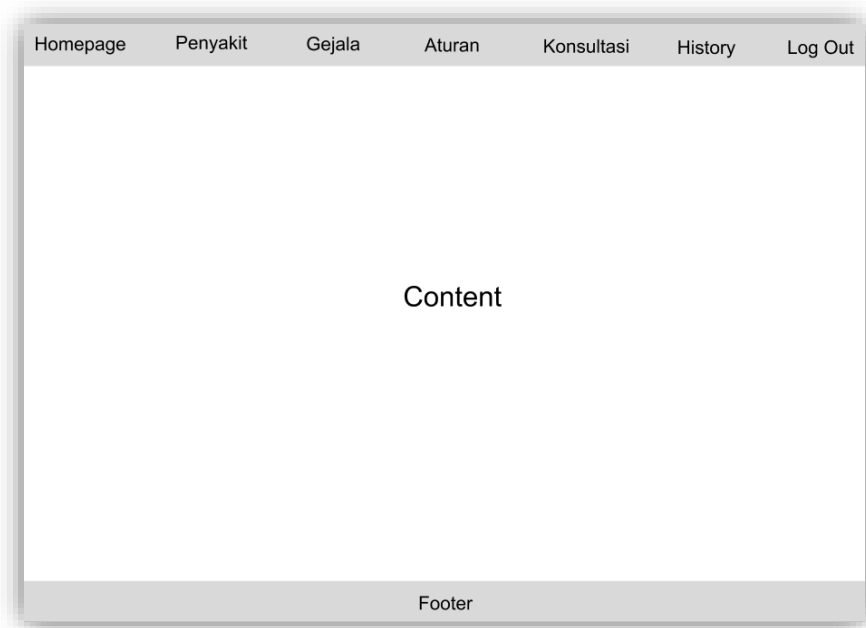 Homepage Penyakit Gejala Aturan Konsultasi History Log Out
Content
Footer